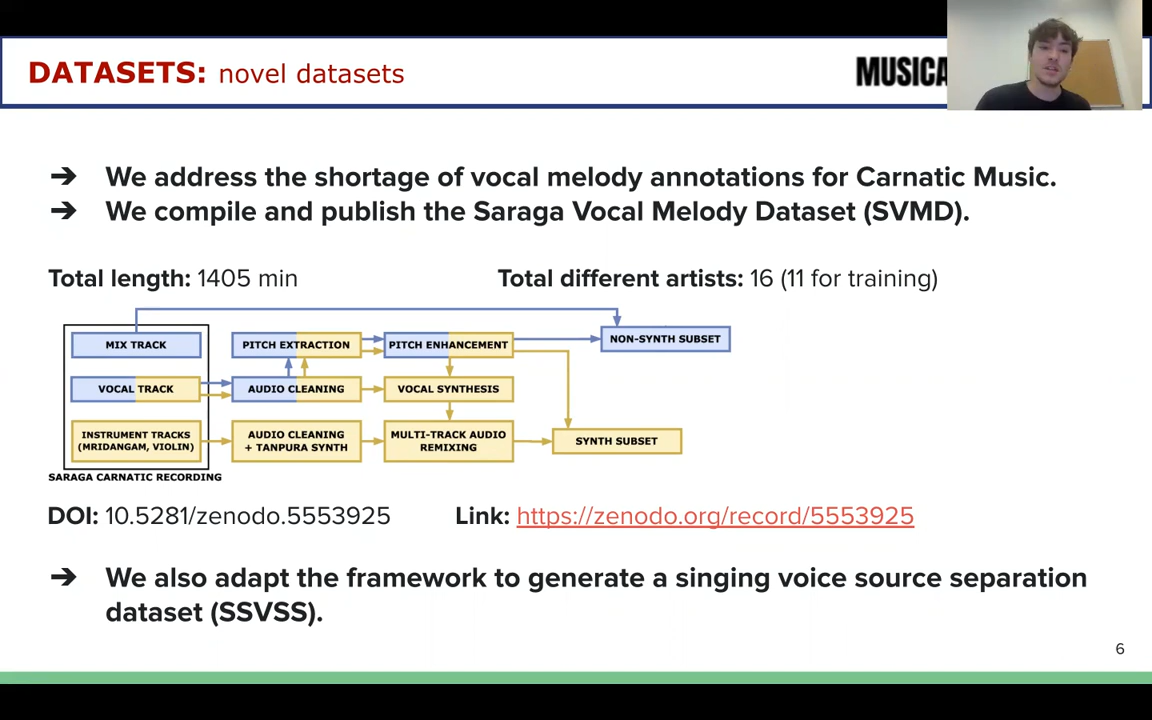 DATASETS: novel datasets
MUSICA
➔ We address the shortage of vocal melody annotations for Carnatic Music.
➔ We compile and publish the Saraga Vocal Melody Dataset (SVMD).
Total length: 1405 min
Total different artists: 16 (11 for training)
MIX TRACK
PITCH EXTRACTION
PITCH ENHANCEMENT
NON-SYNTH SUBSET
VOCAL TRACK
AUDIO CLEANING
VOCAL SYNTHESIS
INSTRUMENT TRACKS
(MRIDANGAM, VIOLIN)
AUDIO CLEANING
+ TANPURA SYNTH
MULTI-TRACK AUDIO
REMIXING
SYNTH SUBSET
SARAGA CARNATIC RECORDING
DOI: 10.5281/zenodo.5553925
Link: https://zenodo.org/record/5553925
➔ We also adapt the framework to generate a singing voice source separation
dataset (SSVSS).
6